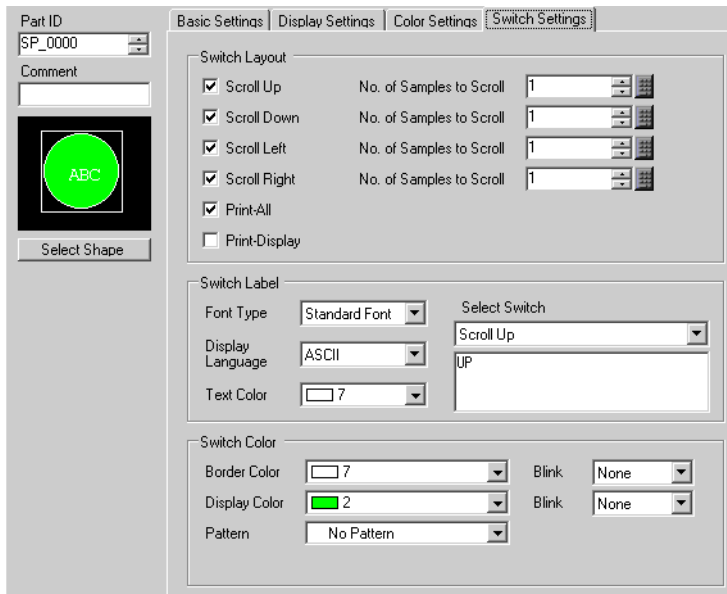 Part ID
SP_0000
Comment
ABC
Select Shape
Basic Settings Display Settings Color Settings Switch Settings
Switch Layout
Scroll Up No. of Samples to Scroll 1
Scroll Down No. of Samples to Scroll 1
Scroll Left No. of Samples to Scroll 1
Scroll Right No. of Samples to Scroll 1
Print-All
Print-Display
Switch Label
Font Type Standard Font
Display Language ASCII
Text Color 7
Select Switch
Scroll Up
UP
Switch Color
Border Color 7 Blink None
Display Color 2 Blink None
Pattern No Pattern